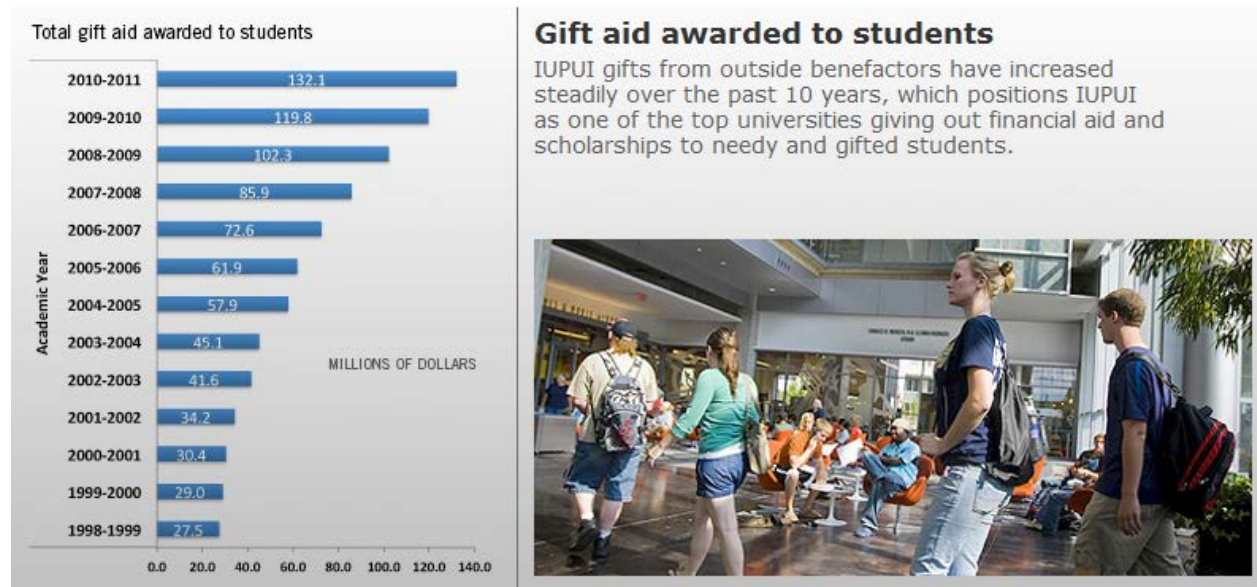 Total gift aid awarded to students
Academic Year
2010-2011 132.1
2009-2010 119.8
2008-2009 102.3
2007-2008 85.9
2006-2007 72.6
2005-2006 61.9
2004-2005 57.9
2003-2004 45.1
2002-2003 41.6
2001-2002 34.2
2000-2001 30.4
1999-2000 29.0
1998-1999 27.5
MILLIONS OF DOLLARS
0.0 20.0 40.0 60.0 80.0 100.0 120.0 140.0
Gift aid awarded to students
IUPUI gifts from outside benefactors have increased
steadily over the past 10 years, which positions IUPUI
as one of the top universities giving out financial aid and
scholarships to needy and gifted students.